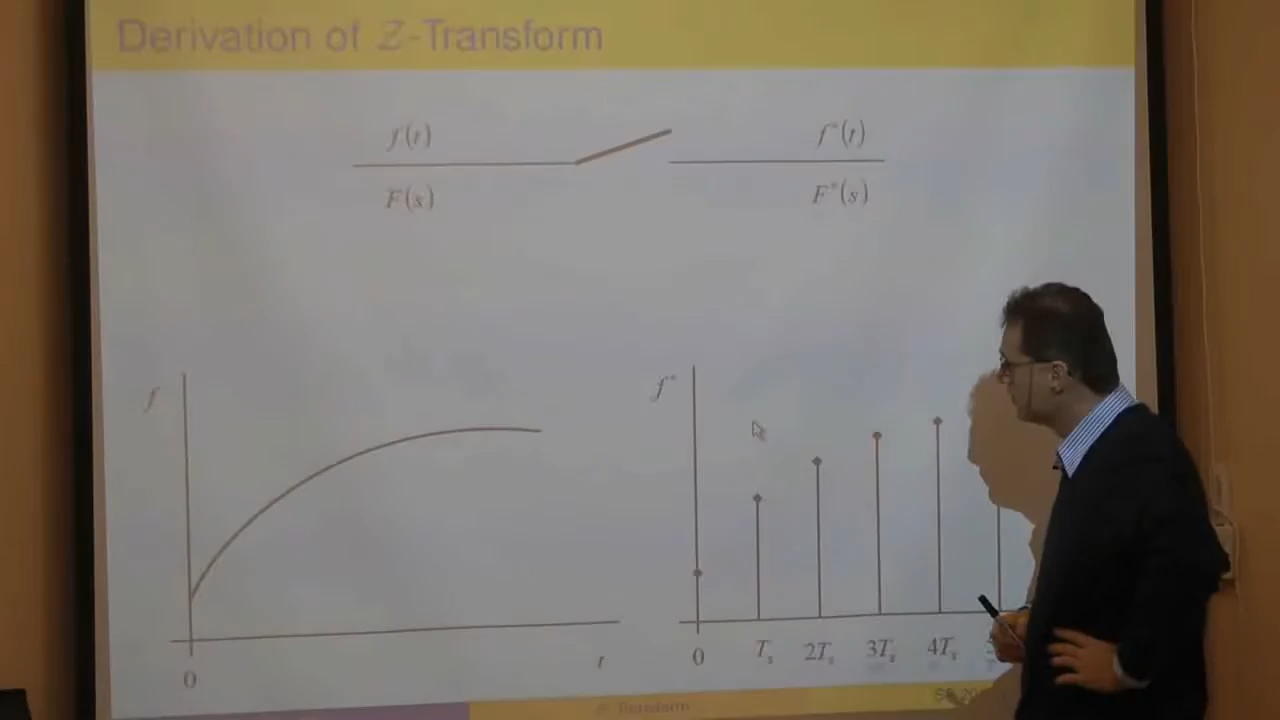 Derivation of Z-Transform
f(t) f*(t)
F(s) F*(s)
f
f*
0 t
0 Ts 2Ts 3Ts 4Ts